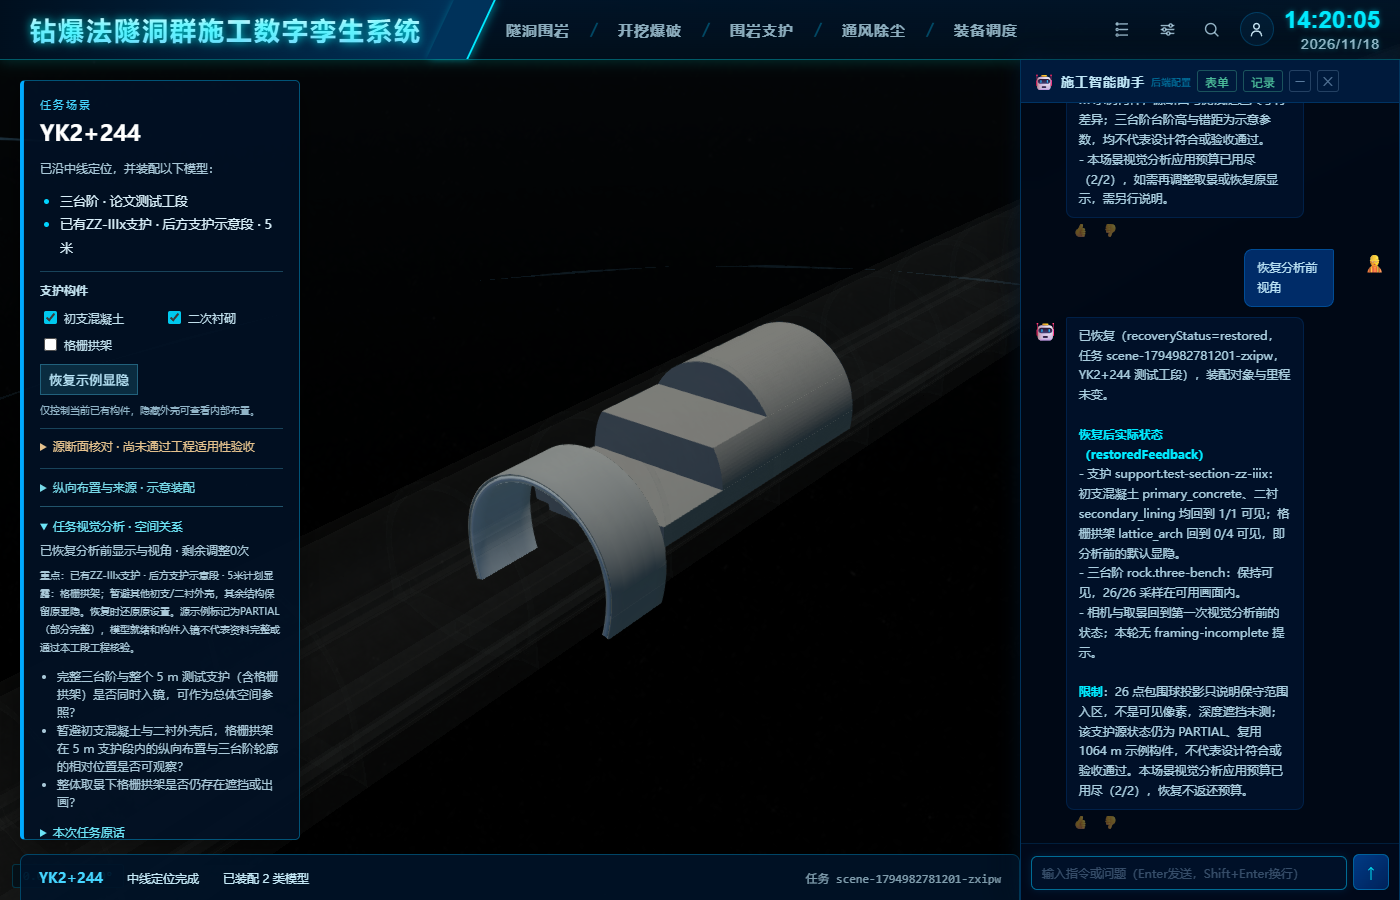 钻爆法隧洞群施工数字孪生系统
隧洞围岩 / 开挖爆破 / 围岩支护 / 通风除尘 / 装备调度
14:20:05
2026/11/18
任务场景
YK2+244
已沿中线定位，并装配以下模型：
三台阶 · 论文测试工段
已有ZZ-IIIx支护 · 后方支护示意段 · 5
米
支护构件
初支混凝土
二次衬砌
格栅拱架
恢复示例显隐
仅控制当前已有构件，隐藏外壳可查看内部布置。
源断面核对 · 尚未通过工程适用性验收
纵向布置与来源 · 示意装配
任务视觉分析 · 空间关系
已恢复分析前显示与视角 · 剩余调整0次
重点：已有ZZ-IIIx支护 · 后方支护示意段 · 5米计划显
露：格栅拱架；暂避其他初支/二衬外壳，其余结构保
留原显隐。恢复时还原原设置。源示例标记为PARTIAL
（部分完整），模型就绪和构件入镜不代表资料完整或
通过本工段工程核验。
完整三台阶与整个 5 m 测试支护（含格栅
拱架）是否同时入镜，可作为总体空间参
照？
暂避初支混凝土与二衬外壳后，格栅拱架
在 5 m 支护段内的纵向布置与三台阶轮廓
的相对位置是否可观察？
整体取景下格栅拱架是否仍存在遮挡或出
画？
本次任务原话
YK2+244 中线定位完成 已装配 2 类模型 任务 scene-1794982781201-zxipw
施工智能助手 后端配置 表单 记录
差异；三台阶台阶高与错距为示意参
数，均不代表设计符合或验收通过。
- 本场景视觉分析应用预算已用尽
（2/2），如需再调整取景或恢复原显
示，需另行说明。
恢复分析前
视角
已恢复（recoveryStatus=restored，
任务 scene-1794982781201-zxipw，
YK2+244 测试工段），装配对象与里程
未变。
恢复后实际状态
（restoredFeedback）
- 支护 support.test-section-zz-iiix：
初支混凝土 primary_concrete、二衬
secondary_lining 均回到 1/1 可见；格
栅拱架 lattice_arch 回到 0/4 可见，即
分析前的默认显隐。
- 三台阶 rock.three-bench：保持可
见，26/26 采样在可用画面内。
- 相机与取景回到第一次视觉分析前的
状态；本轮无 framing-incomplete 提
示。
限制：26 点包围球投影只说明保守范围
入区，不是可见像素，深度遮挡未测；
该支护源状态仍为 PARTIAL、复用
1064 m 示例构件，不代表设计符合或
验收通过。本场景视觉分析应用预算已
用尽（2/2），恢复不返还预算。
输入指令或问题（Enter发送，Shift+Enter换行）